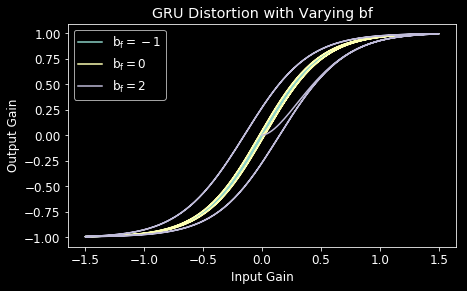 GRU Distortion with Varying bf
b_f = −1
b_f = 0
b_f = 2
Output Gain
1.00
0.75
0.50
0.25
0.00
−0.25
−0.50
−0.75
−1.00
−1.5 −1.0 −0.5 0.0 0.5 1.0 1.5
Input Gain